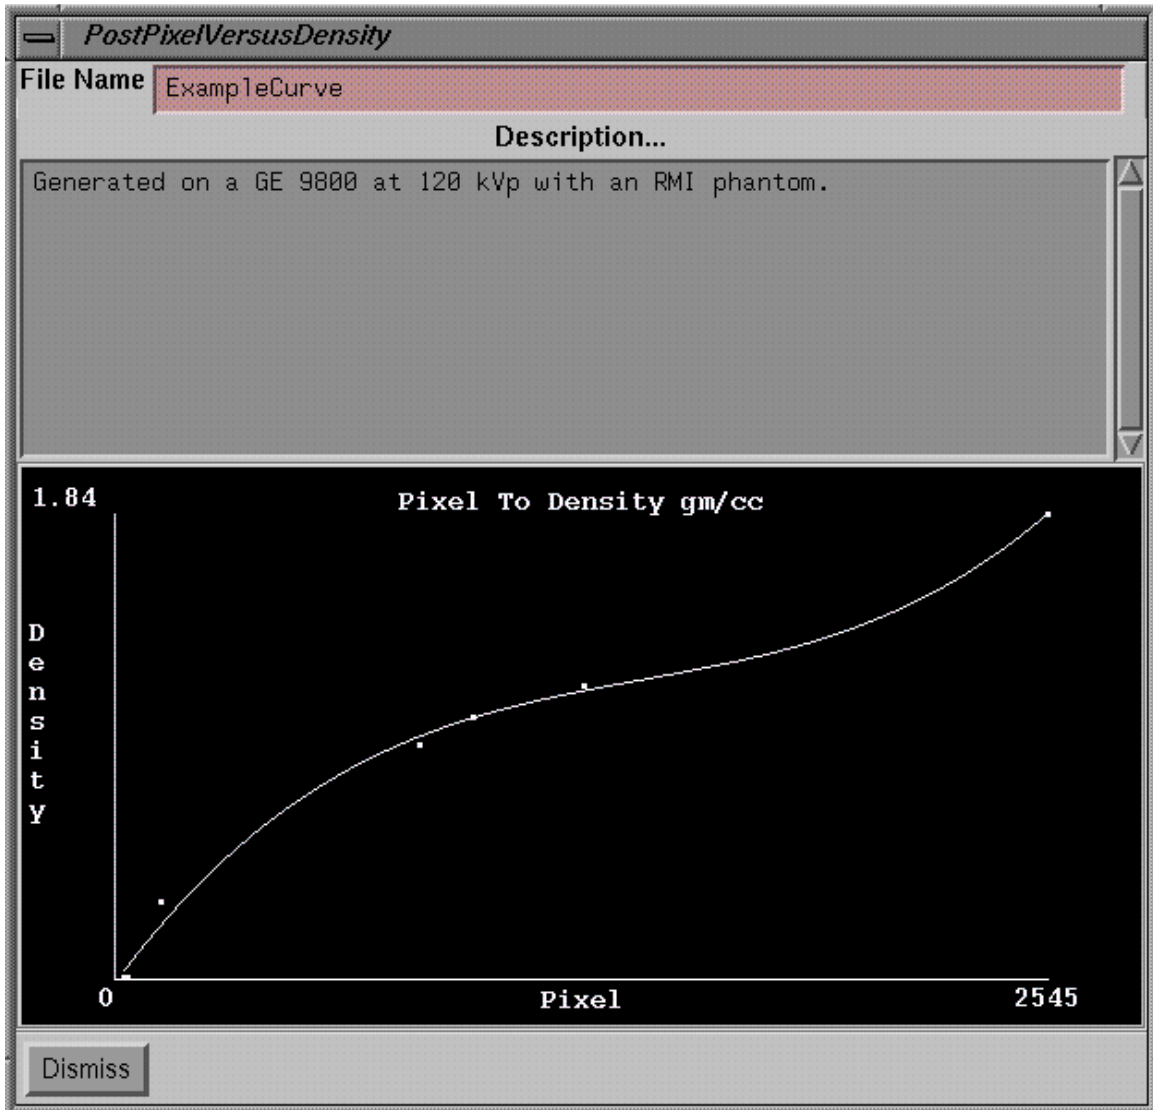 PostPixelVersusDensity
File Name ExampleCurve
Description...
Generated on a GE 9800 at 120 kVp with an RMI phantom.
1.84
Pixel To Density gm/cc
Density
0
Pixel
2545
Dismiss